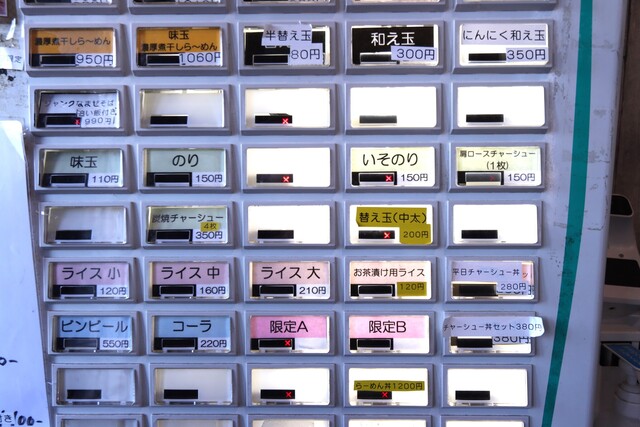 濃厚煮干しら〜めん
950円
味玉
濃厚煮干しら〜めん
1060円
半替え玉
80円
和え玉
300円
にんにく和え玉
350円
990円
味玉
110円
のり
150円
いそのり
150円
肩ロースチャーシュー
(1枚)
150円
炭焼チャーシュー
4枚
350円
替え玉(中太)
200円
ライス 小
120円
ライス 中
160円
ライス 大
210円
お茶漬け用ライス
120円
平日チャーシュー丼
280円
ビンビール
550円
コーラ
220円
限定A
限定B
チャーシュー丼セット380円
380円
らーめん丼1200円